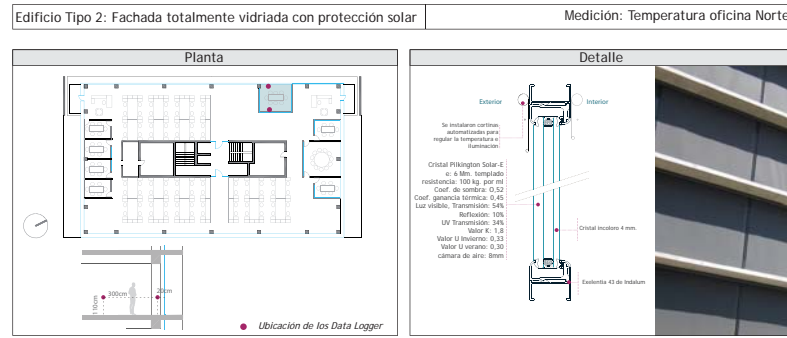 Edificio Tipo 2: Fachada totalmente vidriada con protección solar
Medición: Temperatura oficina Norte
Planta
300cm
20cm
110cm
Ubicación de los Data Logger
Detalle
Exterior
Interior
Se instalaron cortinas
automatizadas para
regular la temperatura e
iluminación
Cristal Pilkington Solar-E
e: 6 Mm. templado
resistencia: 100 kg. por ml
Coef. de sombra: 0,52
Coef. ganancia térmica: 0,45
Luz visible, Transmisión: 54%
Reflexión: 10%
UV Transmisión: 34%
Valor K: 1,8
Valor U Invierno: 0,33
Valor U verano: 0,30
cámara de aire: 8mm
Cristal incoloro 4 mm.
Exelentia 43 de Indalum